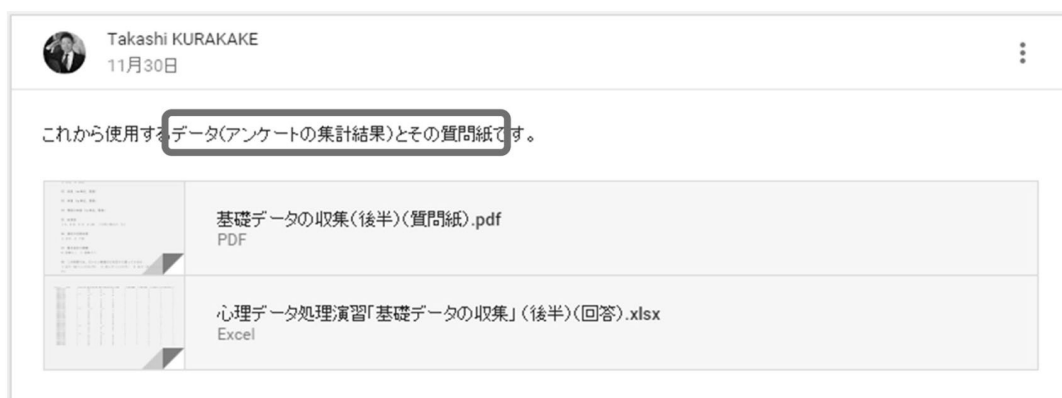 Takashi KURAKAKE
11月30日
これから使用するデータ(アンケートの集計結果)とその質問紙です。
基礎データの収集(後半)(質問紙).pdf
PDF
心理データ処理演習「基礎データの収集」(後半)(回答).xlsx
Excel